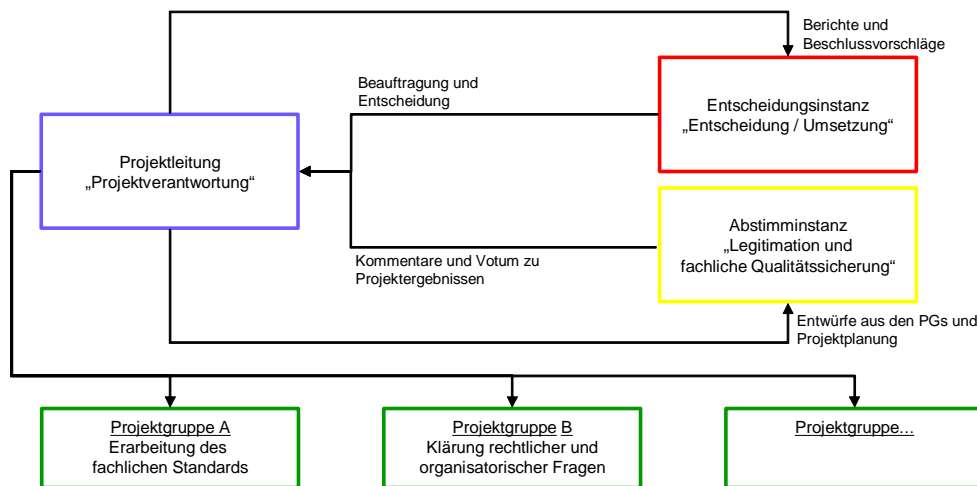 Berichte und
Beschlussvorschläge
Beauftragung und
Entscheidung
Entscheidungsinstanz
„Entscheidung / Umsetzung“
Projektleitung
„Projektverantwortung“
Abstimminstanz
„Legitimation und
fachliche Qualitätssicherung“
Kommentare und Votum zu
Projektergebnissen
Entwürfe aus den PGs und
Projektplanung
Projektgruppe A
Erarbeitung des
fachlichen Standards
Projektgruppe B
Klärung rechtlicher und
organisatorischer Fragen
Projektgruppe...